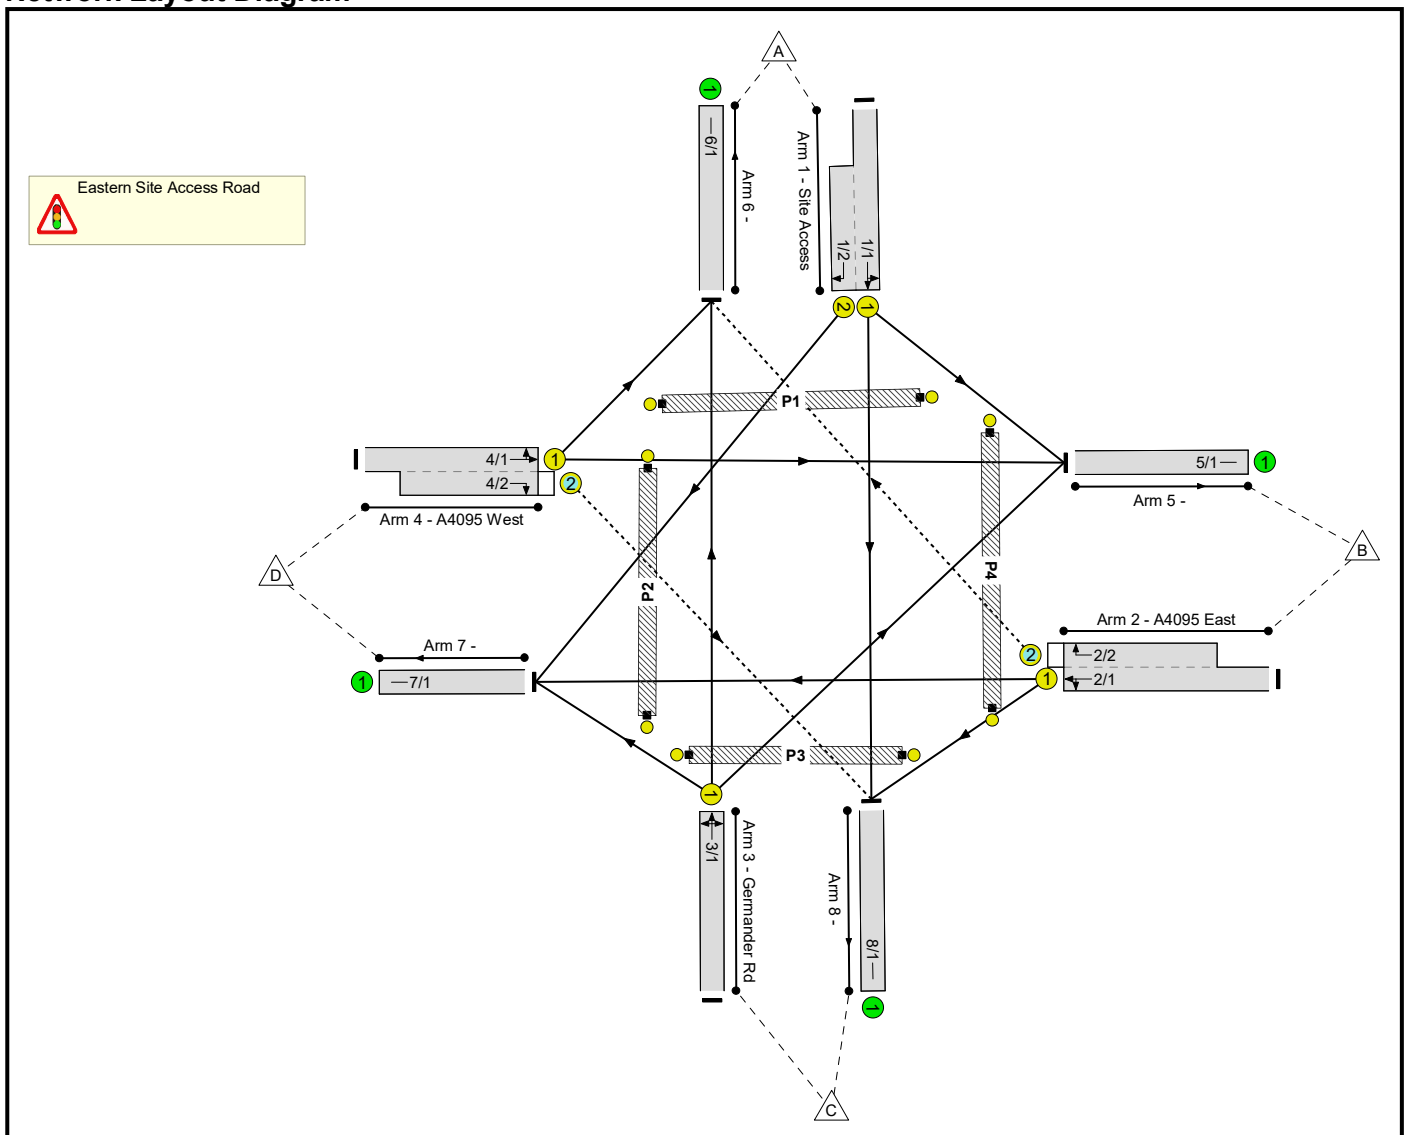 Network Layout Diagram
A
1
6/1
Arm 6 -
Arm 1 - Site Access
1/2
1/1
Eastern Site Access Road
2
1
P1
4/1
1
4/2
2
Arm 4 - A4095 West
5/1
1
Arm 5 -
D
B
P2
P4
Arm 2 - A4095 East
Arm 7 -
2
2/2
1
7/1
1
2/1
P3
1
3/1
Arm 3 - Germander Rd
Arm 8 -
8/1
1
C